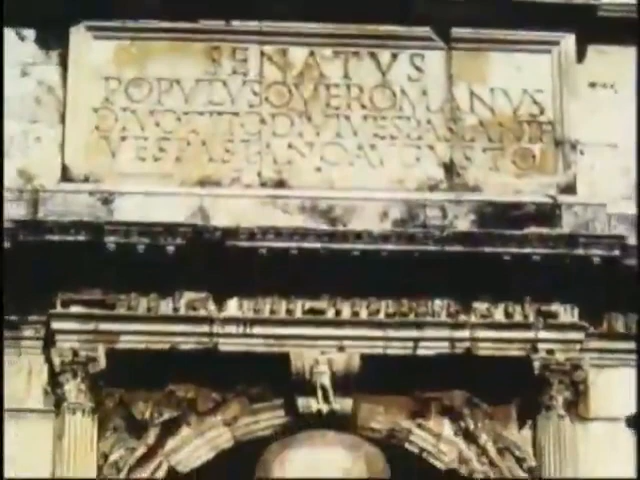 SENATVS
POPVLVSQVEROMANVS
DIVOTITODIVIVESPASIANIF
VESPASIANOAVGVSTO